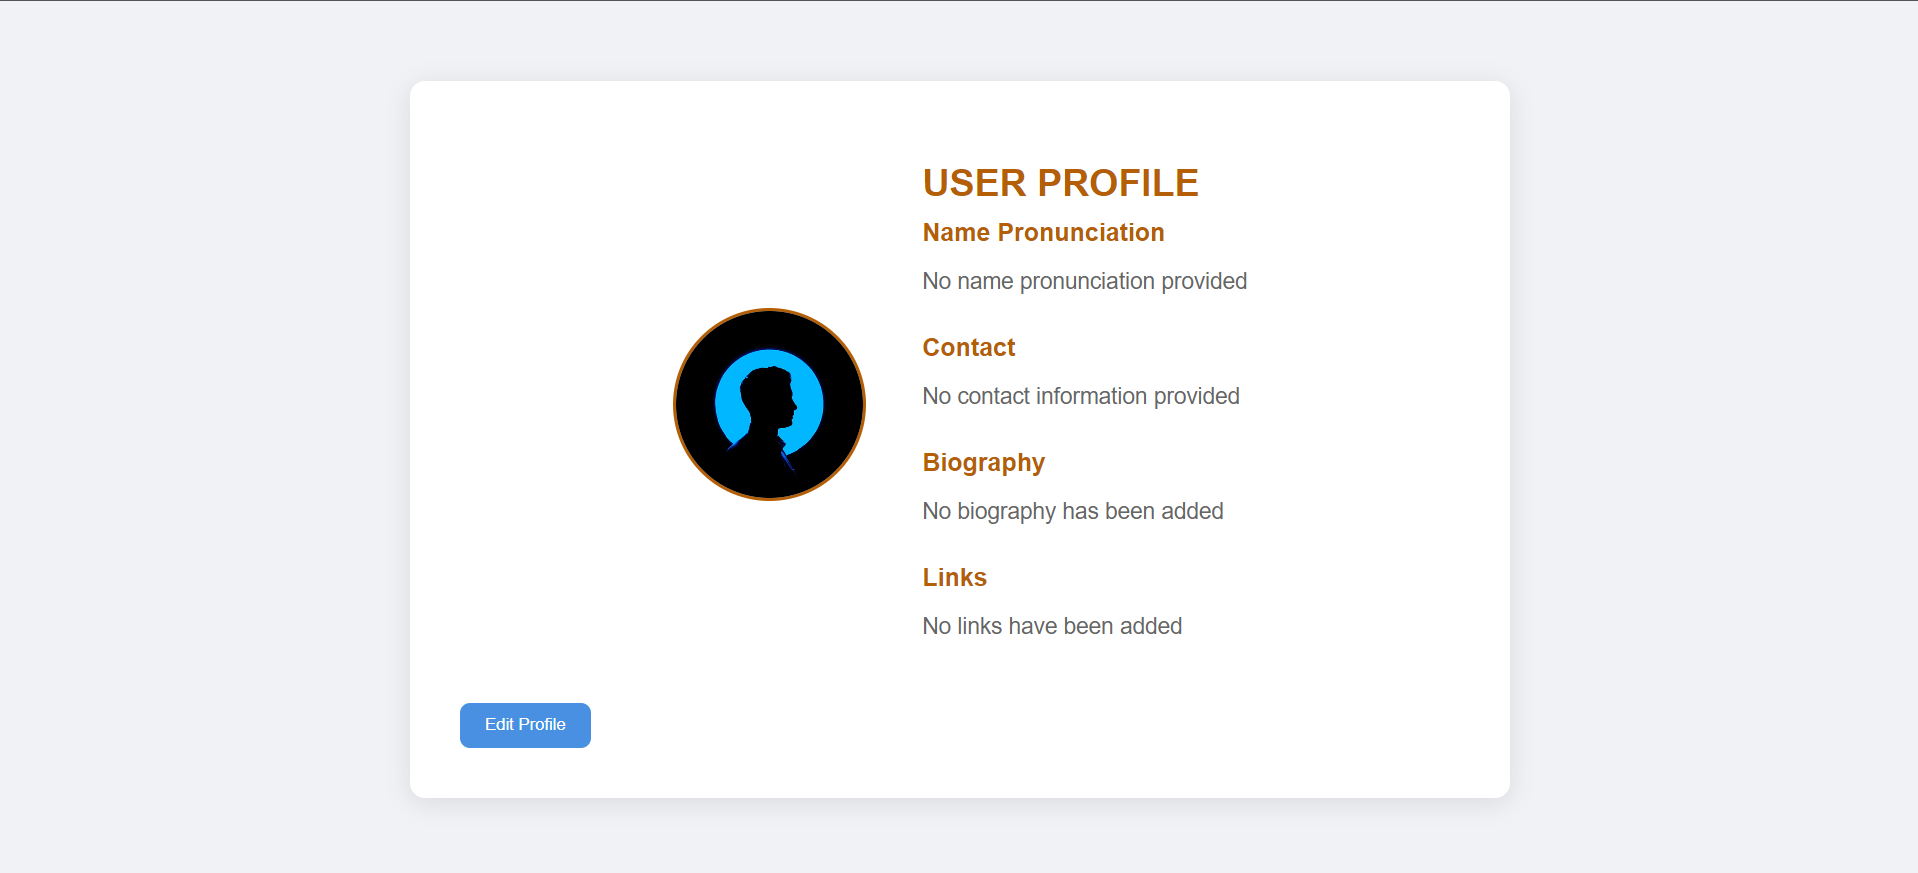 USER PROFILE
Name Pronunciation
No name pronunciation provided
Contact
No contact information provided
Biography
No biography has been added
Links
No links have been added
Edit Profile